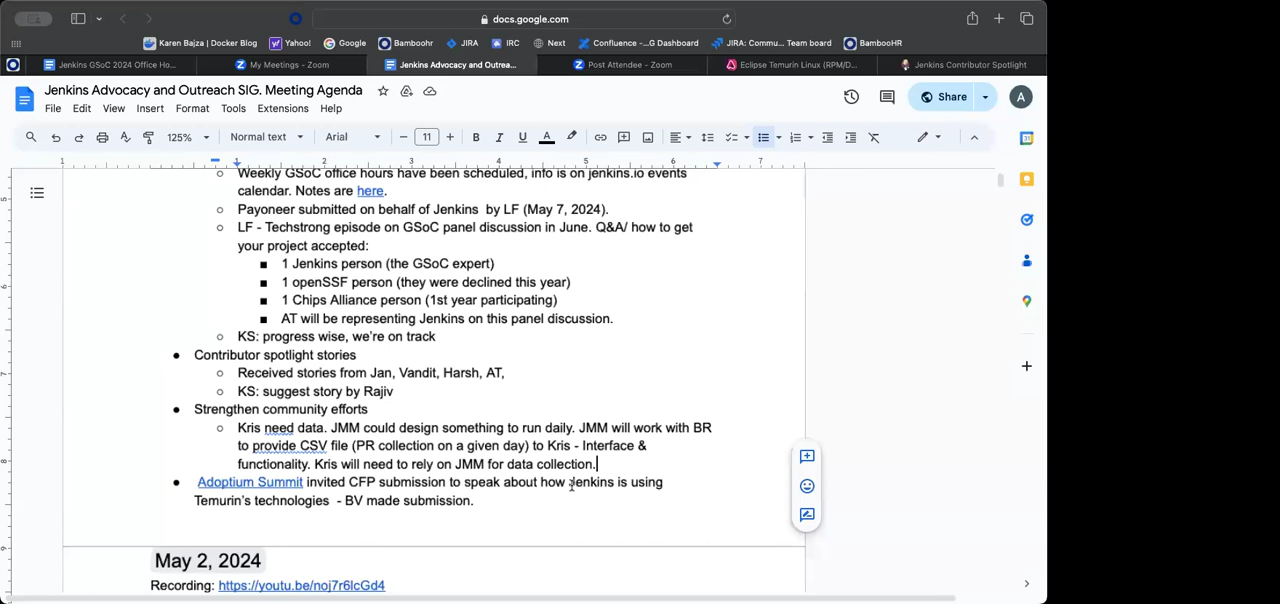 docs.google.com
Karen Bajza | Docker Blog
Yahoo!
Google
Bamboohr
JIRA
IRC
Next
Confluence ...G Dashboard
JIRA: Commu... Team board
BambooHR
Jenkins GSoC 2024 Office Ho...
My Meetings - Zoom
Jenkins Advocacy and Outrea...
Post Attendee - Zoom
Eclipse Temurin Linux (RPM/D...
Jenkins Contributor Spotlight
Jenkins Advocacy and Outreach SIG. Meeting Agenda
File Edit View Insert Format Tools Extensions Help
Share
A
125%
Normal text
Arial
11
B I U A
1 1 2 3 4 5 6 7
Weekly GSoC office hours have been scheduled, info is on jenkins.io events
calendar. Notes are here.
Payoneer submitted on behalf of Jenkins by LF (May 7, 2024).
LF - Techstrong episode on GSoC panel discussion in June. Q&A/ how to get
your project accepted:
1 Jenkins person (the GSoC expert)
1 openSSF person (they were declined this year)
1 Chips Alliance person (1st year participating)
AT will be representing Jenkins on this panel discussion.
KS: progress wise, we're on track
Contributor spotlight stories
Received stories from Jan, Vandit, Harsh, AT,
KS: suggest story by Rajiv
Strengthen community efforts
Kris need data. JMM could design something to run daily. JMM will work with BR
to provide CSV file (PR collection on a given day) to Kris - Interface &
functionality. Kris will need to rely on JMM for data collection.
Adoptium Summit invited CFP submission to speak about how Jenkins is using
Temurin's technologies - BV made submission.
May 2, 2024
Recording: https://youtu.be/noj7r6lcGd4